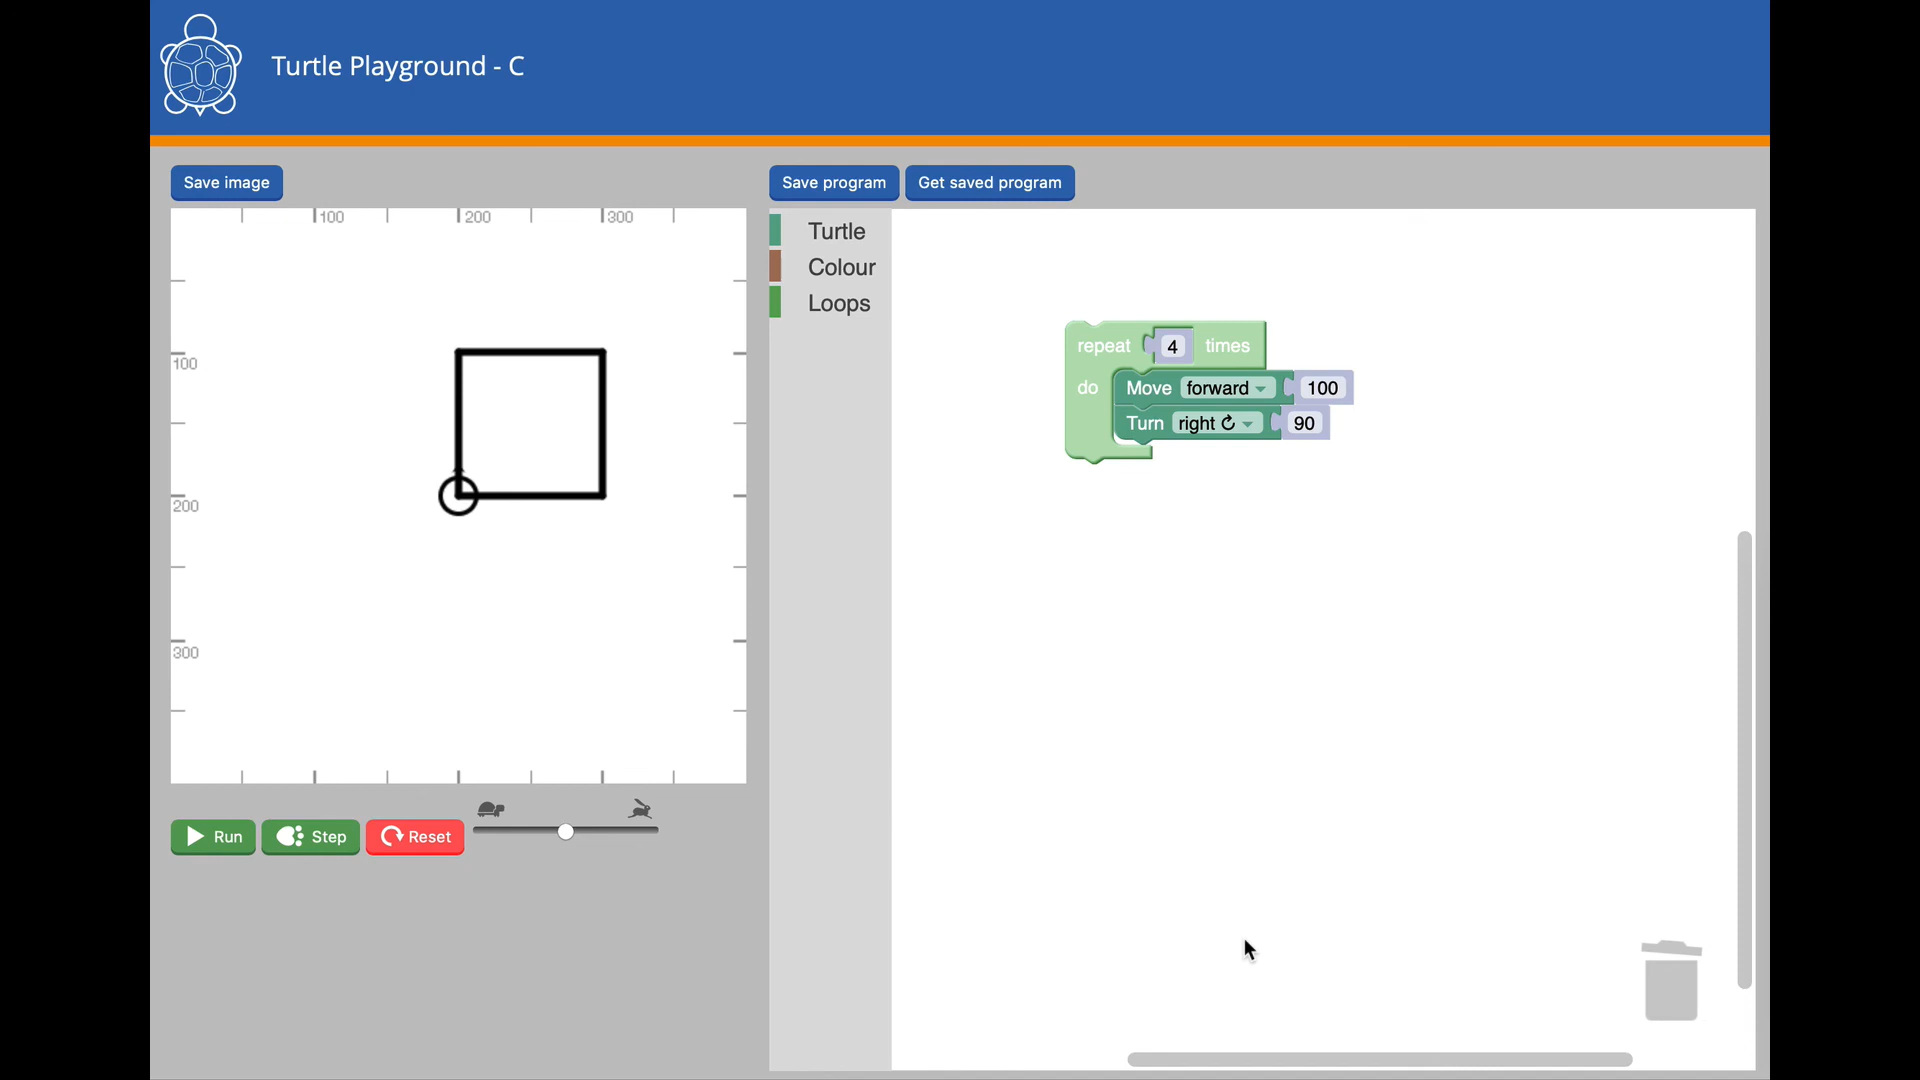 Turtle Playground - C
Save image
Save program
Get saved program
100
200
300
100
200
300
Turtle
Colour
Loops
repeat 4 times
do Move forward 100
Turn right ↻ 90
Run
Step
Reset